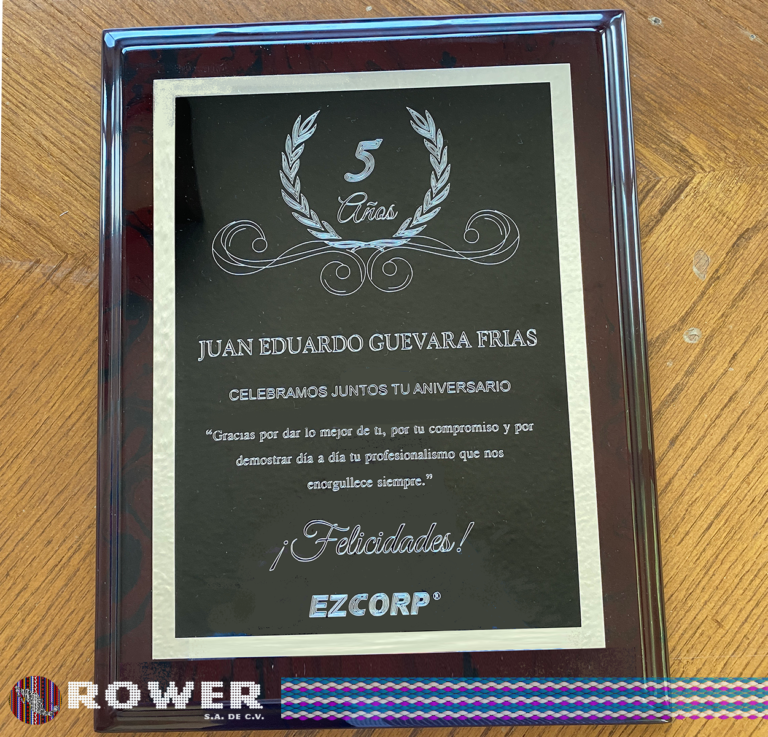 5
Años
JUAN EDUARDO GUEVARA FRIAS
CELEBRAMOS JUNTOS TU ANIVERSARIO
“Gracias por dar lo mejor de ti, por tu compromiso y por
demostrar día a día tu profesionalismo que nos
enorgullece siempre.”
¡Felicidades!
EZCORP®
ROWER
S.A. DE C.V.